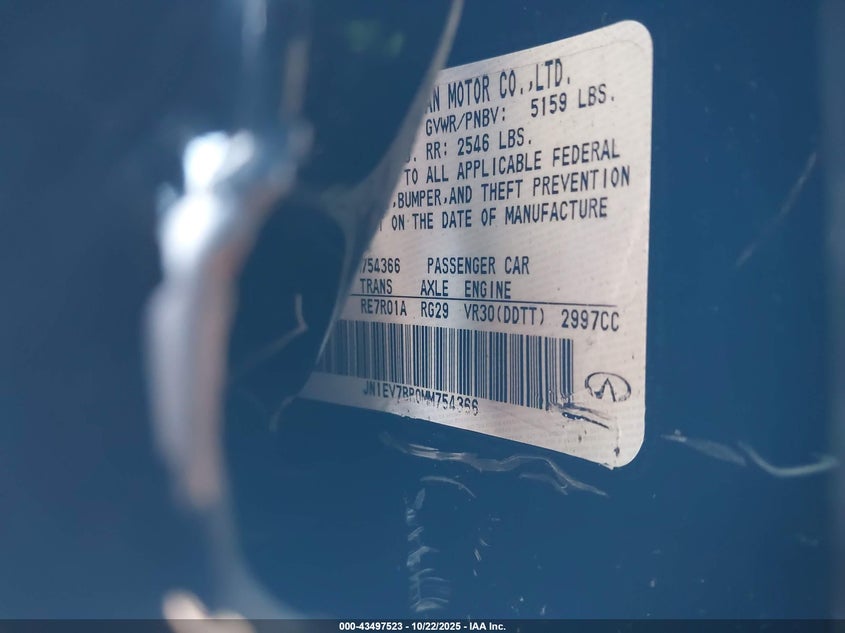 AN MOTOR CO.,LTD.
GVWR/PNBV: 5159 LBS.
RR: 2546 LBS.
TO ALL APPLICABLE FEDERAL
,BUMPER,AND THEFT PREVENTION
ON THE DATE OF MANUFACTURE
754366 PASSENGER CAR
TRANS AXLE ENGINE
RE7R01A RG29 VR30(DDTT) 2997CC
JN1EV7BP0MM754366
000-43497523 - 10/22/2025 - IAA Inc.